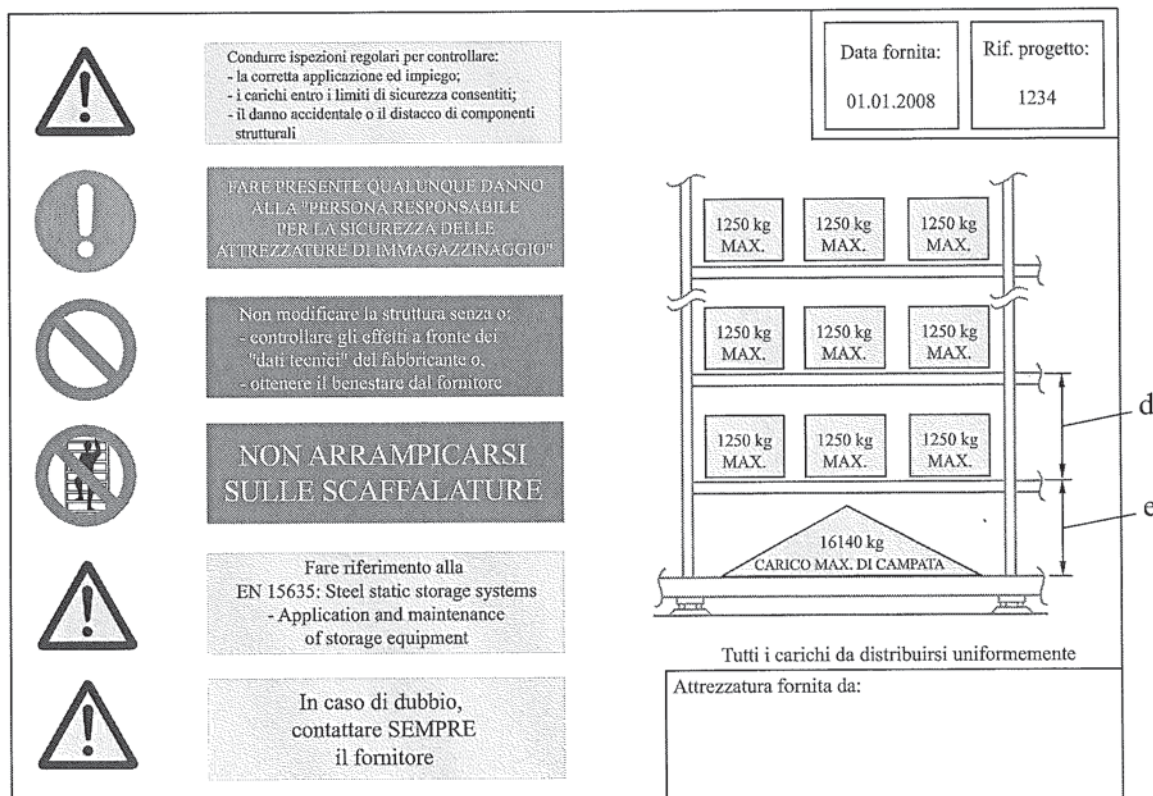 Condurre ispezioni regolari per controllare:
- la corretta applicazione ed impiego;
- i carichi entro i limiti di sicurezza consentiti;
- il danno accidentale o il distacco di componenti
strutturali
FARE PRESENTE QUALUNQUE DANNO
ALLA "PERSONA RESPONSABILE
PER LA SICUREZZA DELLE
ATTREZZATURE DI IMMAGAZZINAGGIO"
Non modificare la struttura senza o:
- controllare gli effetti a fronte dei
"dati tecnici" del fabbricante o,
- ottenere il benestare dal fornitore
NON ARRAMPICARSI
SULLE SCAFFALATURE
Fare riferimento alla
EN 15635: Steel static storage systems
- Application and maintenance
of storage equipment
In caso di dubbio,
contattare SEMPRE
il fornitore
Data fornita:
01.01.2008
Rif. progetto:
1234
1250 kg MAX.
1250 kg MAX.
1250 kg MAX.
1250 kg MAX.
1250 kg MAX.
1250 kg MAX.
d
1250 kg MAX.
1250 kg MAX.
1250 kg MAX.
e
16140 kg
CARICO MAX. DI CAMPATA
Tutti i carichi da distribuirsi uniformemente
Attrezzatura fornita da: